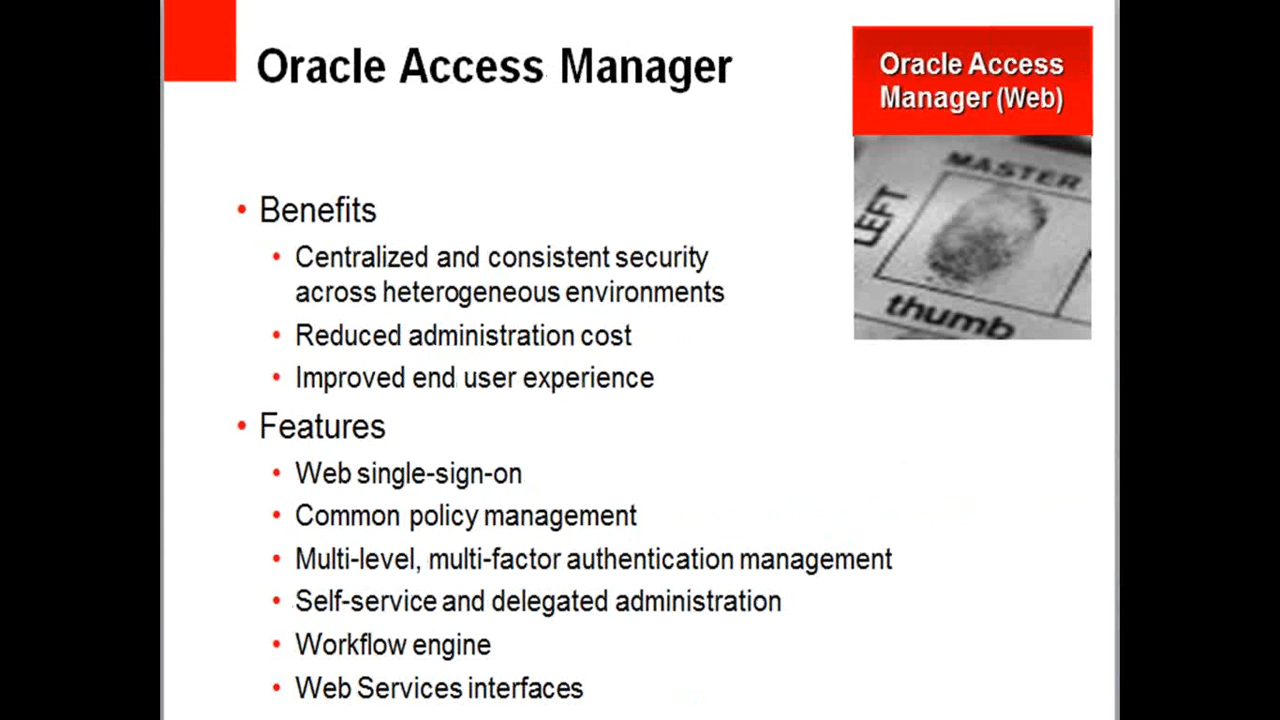 Oracle Access Manager
Oracle Access
Manager (Web)
MASTER
LEFT
thumb
• Benefits
• Centralized and consistent security
across heterogeneous environments
• Reduced administration cost
• Improved end user experience
• Features
• Web single-sign-on
• Common policy management
• Multi-level, multi-factor authentication management
• Self-service and delegated administration
• Workflow engine
• Web Services interfaces